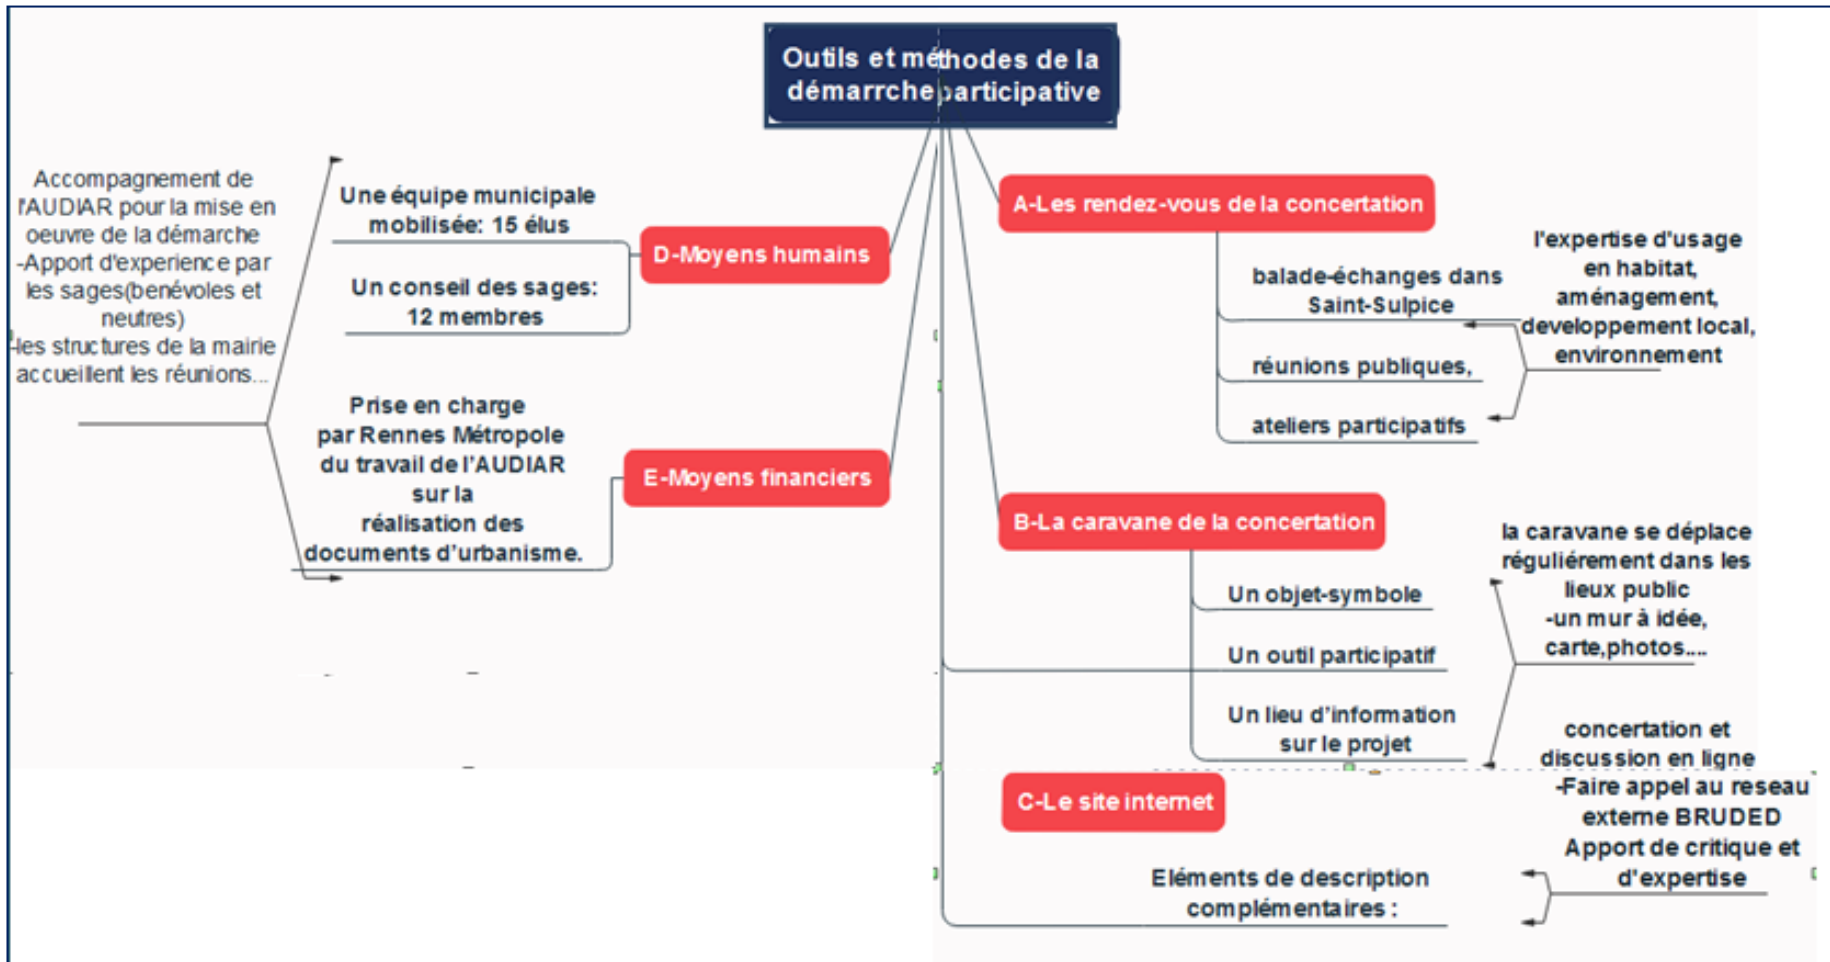 Outils et méthodes de la
démarrche participative
Accompagnement de
l'AUDIAR pour la mise en
oeuvre de la démarche
-Apport d'experience par
les sages(benévoles et
neutres)
-les structures de la mairie
accueillent les réunions...
Une équipe municipale
mobilisée: 15 élus
Un conseil des sages:
12 membres
D-Moyens humains
Prise en charge
par Rennes Métropole
du travail de l'AUDIAR
sur la
réalisation des
documents d'urbanisme.
E-Moyens financiers
A-Les rendez-vous de la concertation
balade-échanges dans
Saint-Sulpice
réunions publiques,
ateliers participatifs
l'expertise d'usage
en habitat,
aménagement,
developpement local,
environnement
B-La caravane de la concertation
Un objet-symbole
Un outil participatif
Un lieu d'information
sur le projet
la caravane se déplace
réguliérement dans les
lieux public
-un mur à idée,
carte,photos....
C-Le site internet
Eléments de description
complémentaires :
concertation et
discussion en ligne
-Faire appel au reseau
externe BRUDED
Apport de critique et
d'expertise